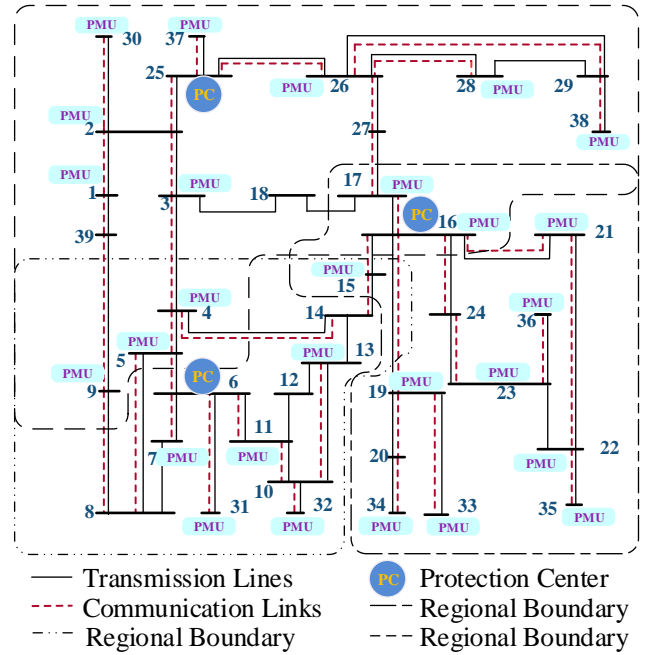 PMU PMU
30 37
25 PMU 26 28 PMU 29
PC
PMU 38
2 27 PMU
PMU
1 PMU 18 17 PMU
3
39 PC 16 PMU PMU 21
PMU
15
4 14 24 PMU
36
PMU 5 PMU 13
PMU 9 PC 6 12 19 PMU PMU 23
11
7 PMU PMU 20 PMU 22
10
8 31 32 34 33 35 PMU
PMU PMU PMU PMU
Transmission Lines PC Protection Center
Communication Links Regional Boundary
Regional Boundary Regional Boundary